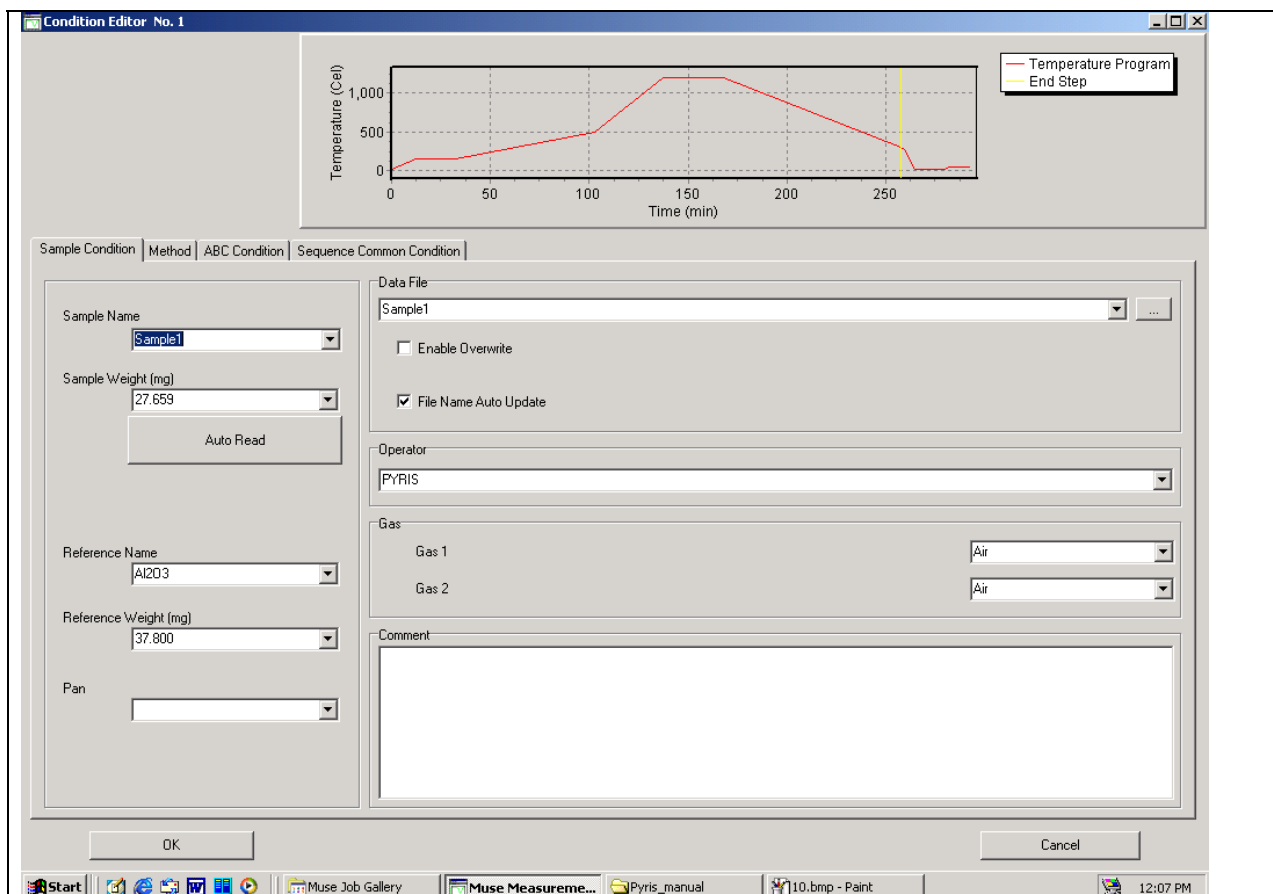 Condition Editor No. 1
Temperature (Cel)
1,000
500
0
0
50
100
150
200
250
Time (min)
Temperature Program
End Step
Sample Condition
Method
ABC Condition
Sequence Common Condition
Sample Name
Sample1
Sample Weight (mg)
27.659
Auto Read
Reference Name
Al2O3
Reference Weight (mg)
37.800
Pan
Data File
Sample1
...
Enable Overwrite
File Name Auto Update
Operator
PYRIS
Gas
Gas 1
Air
Gas 2
Air
Comment
OK
Cancel
Start
Muse Job Gallery
Muse Measureme...
Pyris_manual
10.bmp - Paint
12:07 PM